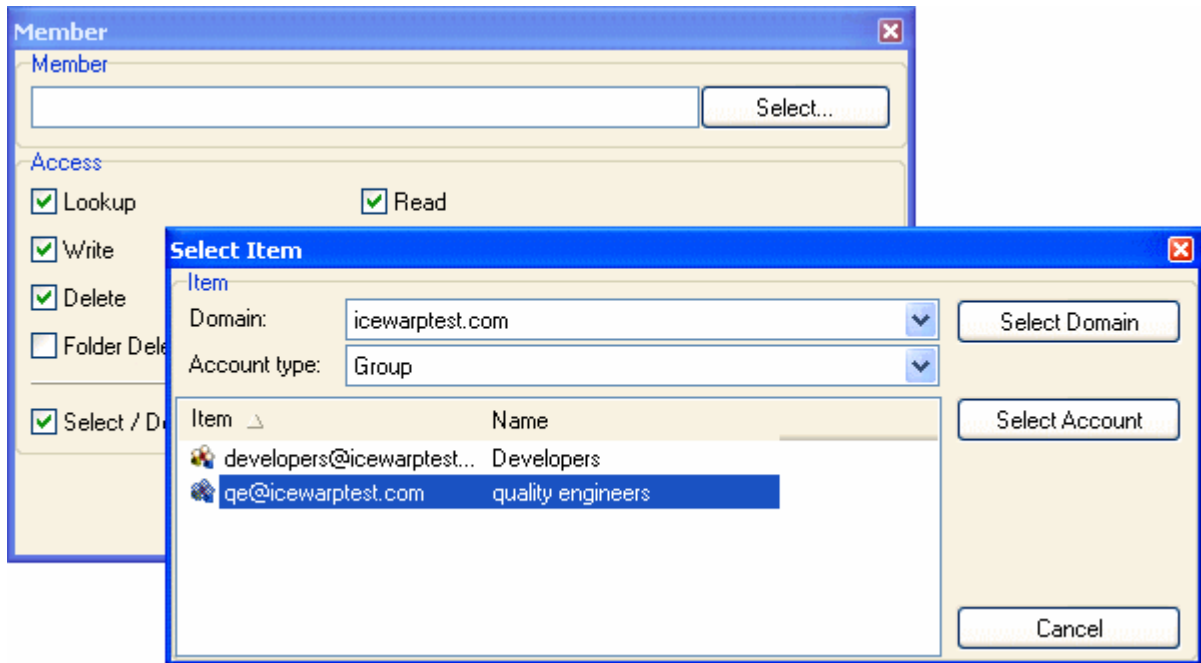 Member
Member
Select...
Access
Lookup
Read
Write
Delete
Folder Dele
Select / D
Select Item
Item
Domain:
icewarptest.com
Select Domain
Account type:
Group
Item
Name
Select Account
developers@icewarptest...
Developers
qe@icewarptest.com
quality engineers
Cancel